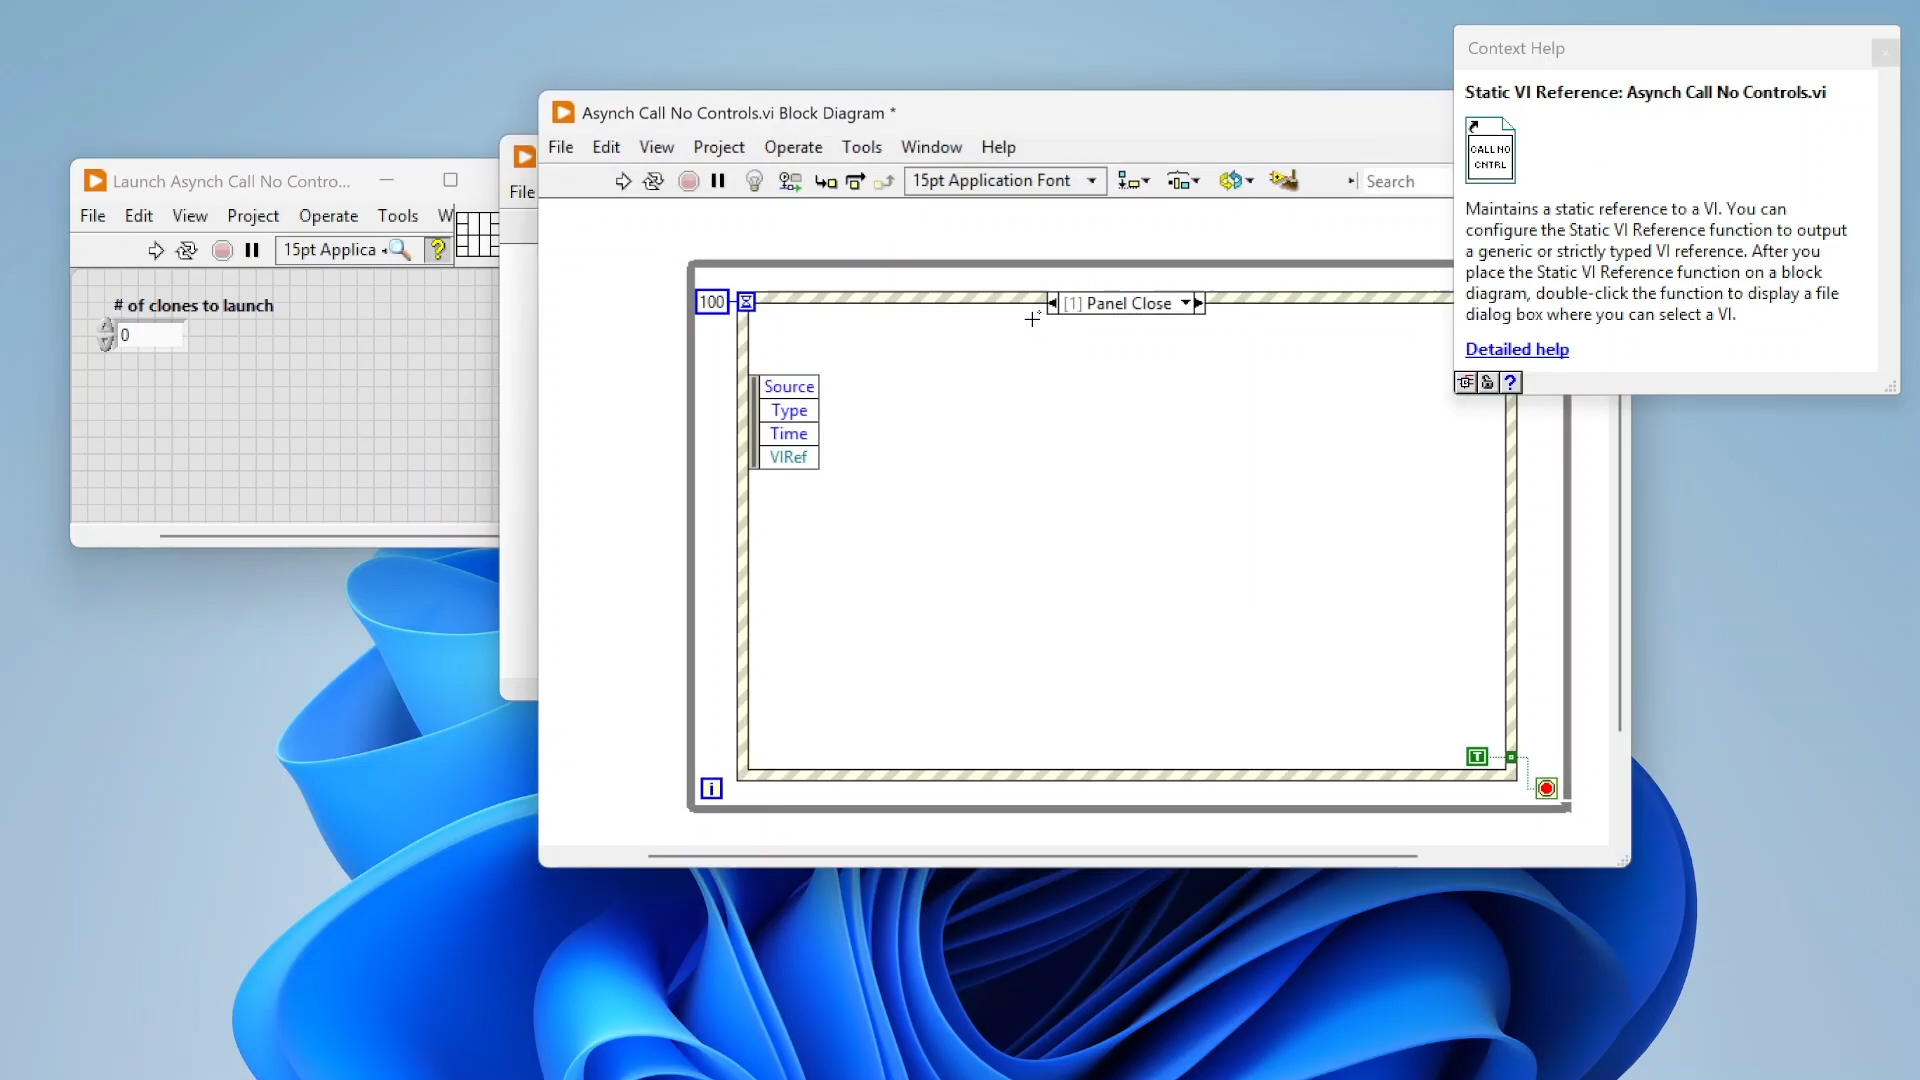 Context Help
Static VI Reference: Asynch Call No Controls.vi
CALL NO
CNTRL
Maintains a static reference to a VI. You can
configure the Static VI Reference function to output
a generic or strictly typed VI reference. After you
place the Static VI Reference function on a block
diagram, double-click the function to display a file
dialog box where you can select a VI.
Detailed help
?
Asynch Call No Controls.vi Block Diagram *
File Edit View Project Operate Tools Window Help
15pt Application Font
Search
100
[1] Panel Close
Source
Type
Time
VIRef
T
i
File
Launch Asynch Call No Contro...
File Edit View Project Operate Tools W
15pt Applica
?
# of clones to launch
0